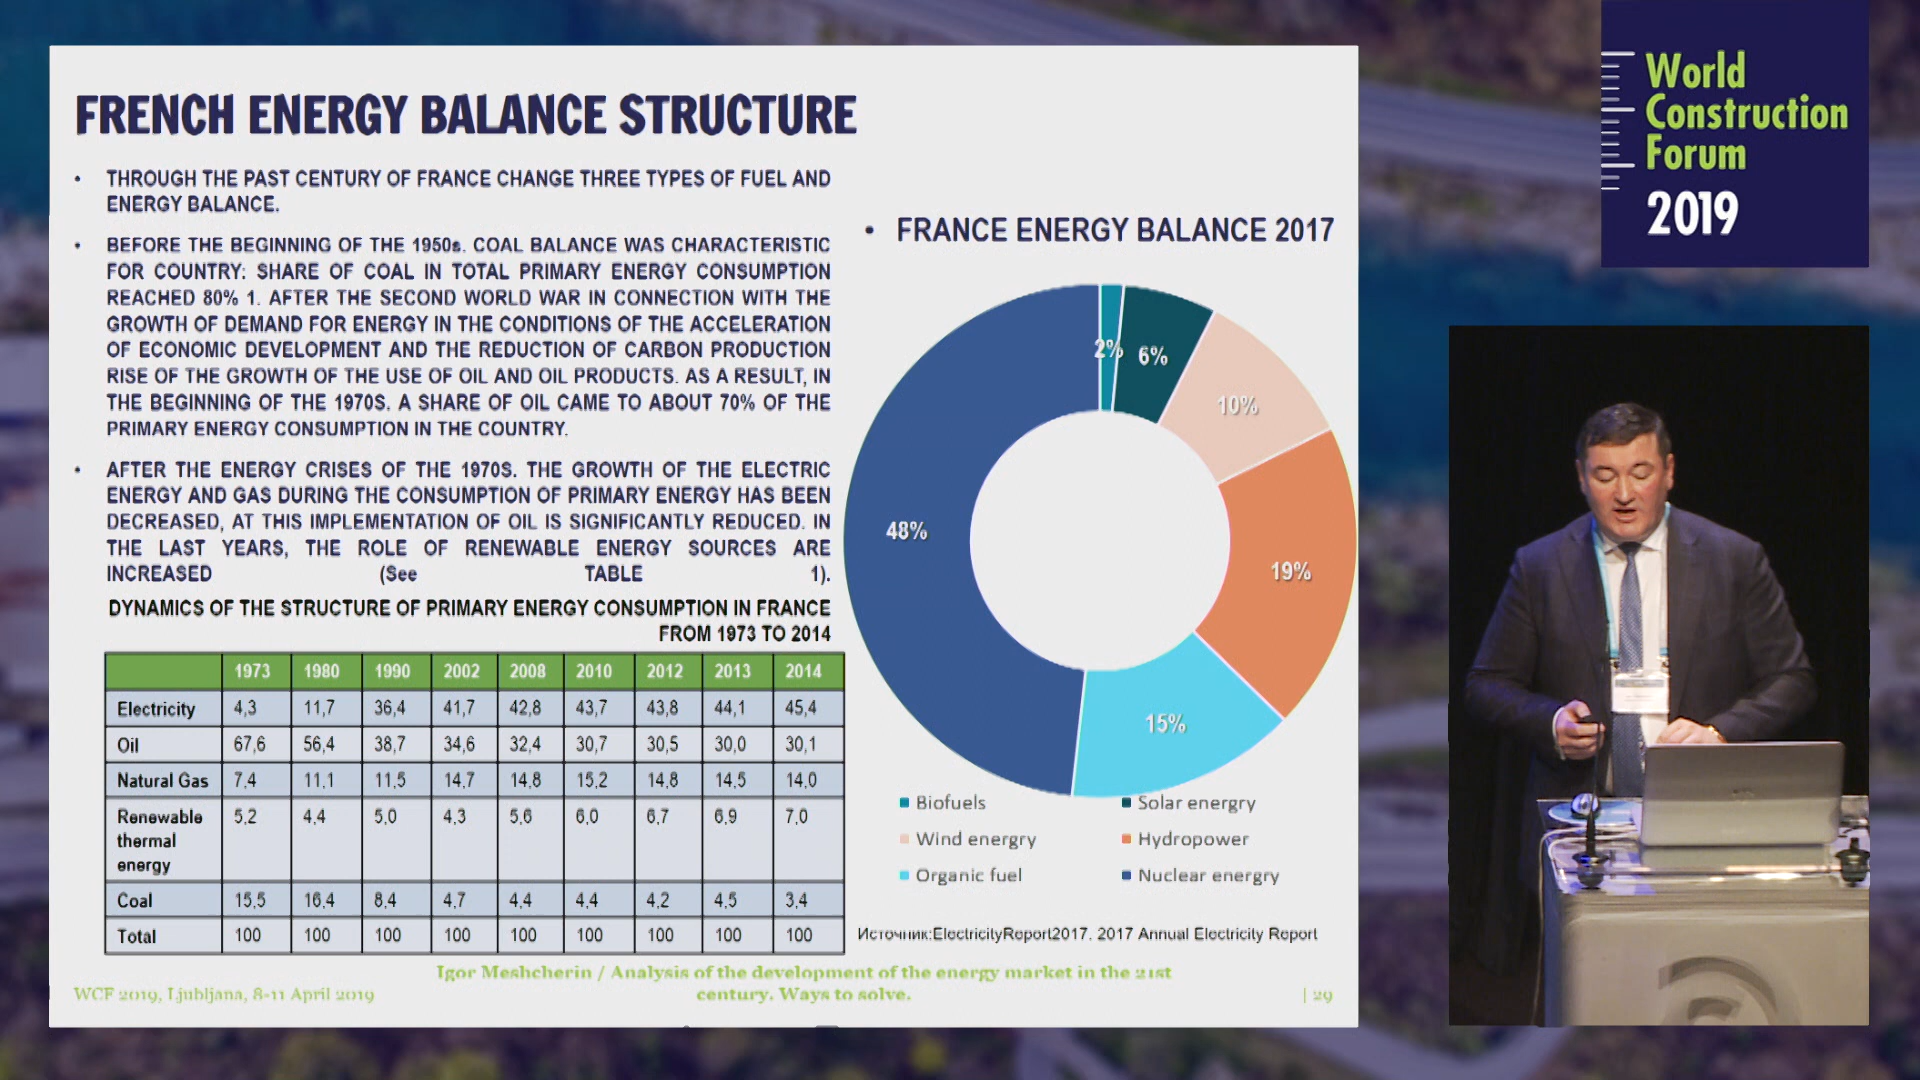 FRENCH ENERGY BALANCE STRUCTURE
• THROUGH THE PAST CENTURY OF FRANCE CHANGE THREE TYPES OF FUEL AND
ENERGY BALANCE.
• BEFORE THE BEGINNING OF THE 1950s. COAL BALANCE WAS CHARACTERISTIC
FOR COUNTRY: SHARE OF COAL IN TOTAL PRIMARY ENERGY CONSUMPTION
REACHED 80% 1. AFTER THE SECOND WORLD WAR IN CONNECTION WITH THE
GROWTH OF DEMAND FOR ENERGY IN THE CONDITIONS OF THE ACCELERATION
OF ECONOMIC DEVELOPMENT AND THE REDUCTION OF CARBON PRODUCTION
RISE OF THE GROWTH OF THE USE OF OIL AND OIL PRODUCTS. AS A RESULT, IN
THE BEGINNING OF THE 1970S. A SHARE OF OIL CAME TO ABOUT 70% OF THE
PRIMARY ENERGY CONSUMPTION IN THE COUNTRY.
• AFTER THE ENERGY CRISES OF THE 1970S. THE GROWTH OF THE ELECTRIC
ENERGY AND GAS DURING THE CONSUMPTION OF PRIMARY ENERGY HAS BEEN
DECREASED, AT THIS IMPLEMENTATION OF OIL IS SIGNIFICANTLY REDUCED. IN
THE LAST YEARS, THE ROLE OF RENEWABLE ENERGY SOURCES ARE
INCREASED (See TABLE 1).
DYNAMICS OF THE STRUCTURE OF PRIMARY ENERGY CONSUMPTION IN FRANCE
FROM 1973 TO 2014
1973 1980 1990 2002 2008 2010 2012 2013 2014
Electricity 4,3 11,7 36,4 41,7 42,8 43,7 43,8 44,1 45,4
Oil 67,6 56,4 38,7 34,6 32,4 30,7 30,5 30,0 30,1
Natural Gas 7,4 11,1 11,5 14,7 14,8 15,2 14,8 14,5 14,0
Renewable 5,2 4,4 5,0 4,3 5,6 6,0 6,7 6,9 7,0
thermal
energy
Coal 15,5 16,4 8,4 4,7 4,4 4,4 4,2 4,5 3,4
Total 100 100 100 100 100 100 100 100 100
• FRANCE ENERGY BALANCE 2017
2% 6%
10%
19%
15%
48%
Biofuels Solar energry
Wind energry Hydropower
Organic fuel Nuclear energry
Источник:ElectricityReport2017. 2017 Annual Electricity Report
Igor Meshcherin / Analysis of the development of the energy market in the 21st
century. Ways to solve.
WCF 2019, Ljubljana, 8-11 April 2019
| 29
World
Construction
Forum
2019